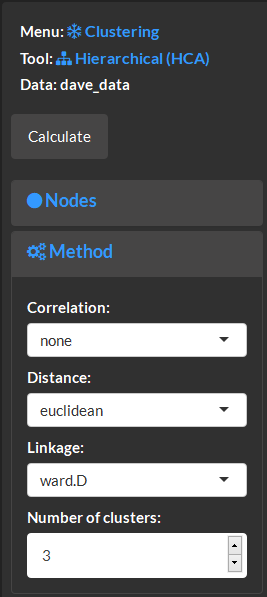 Menu: Clustering
Tool: Hierarchical (HCA)
Data: dave_data
Calculate
Nodes
Method
Correlation:
none
Distance:
euclidean
Linkage:
ward.D
Number of clusters:
3